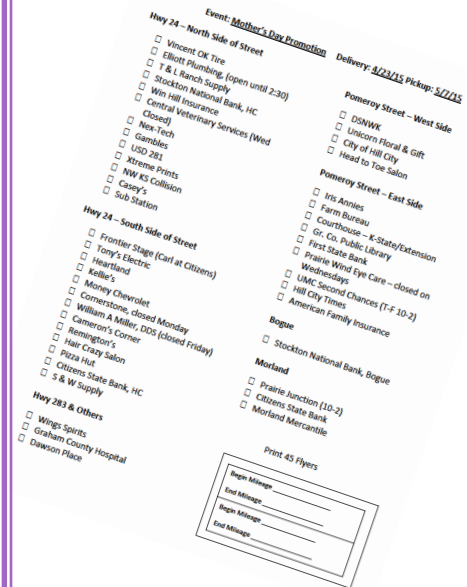 Event: Mother's Day Promotion
Delivery: 4/23/15 Pickup: 5/7/15
Hwy 24 – North Side of Street
Vincent OK Tire
Elliott Plumbing, (open until 2:30)
T & L Ranch Supply
Stockton National Bank, HC
Win Hill Insurance
Central Veterinary Services (Wed
Closed)
Nex-Tech
Gambles
USD 281
Xtreme Prints
NW KS Collision
Casey's
Sub Station
Hwy 24 – South Side of Street
Frontier Stage (Carl at Citizens)
Tony's Electric
Heartland
Kellie's
Money Chevrolet
Cornerstone, closed Monday
William A Miller, DDS (closed Friday)
Cameron's Corner
Remington's
Hair Crazy Salon
Pizza Hut
Citizens State Bank, HC
S & W Supply
Hwy 283 & Others
Wings Spirits
Graham County Hospital
Dawson Place
Pomeroy Street – West Side
DSNWK
Unicorn Floral & Gift
City of Hill City
Head to Toe Salon
Pomeroy Street – East Side
Iris Annies
Farm Bureau
Courthouse – K-State/Extension
Gr. Co. Public Library
First State Bank
Prairie Wind Eye Care – closed on
Wednesdays
UMC Second Chances (T-F 10-2)
Hill City Times
American Family Insurance
Bogue
Stockton National Bank, Bogue
Morland
Prairie Junction (10-2)
Citizens State Bank
Morland Mercantile
Print 45 Flyers
Begin Mileage
End Mileage
Begin Mileage
End Mileage